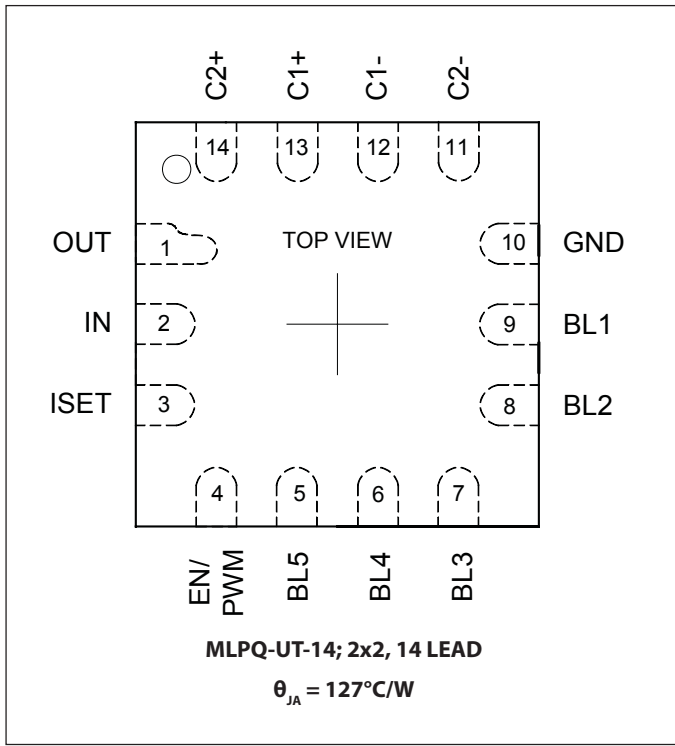 C2+ C1+ C1- C2-
14 13 12 11
OUT 1 TOP VIEW 10 GND
IN 2 9 BL1
ISET 3 8 BL2
4 5 6 7
EN/
PWM BL5 BL4 BL3
MLPQ-UT-14; 2x2, 14 LEAD
θJA = 127°C/W